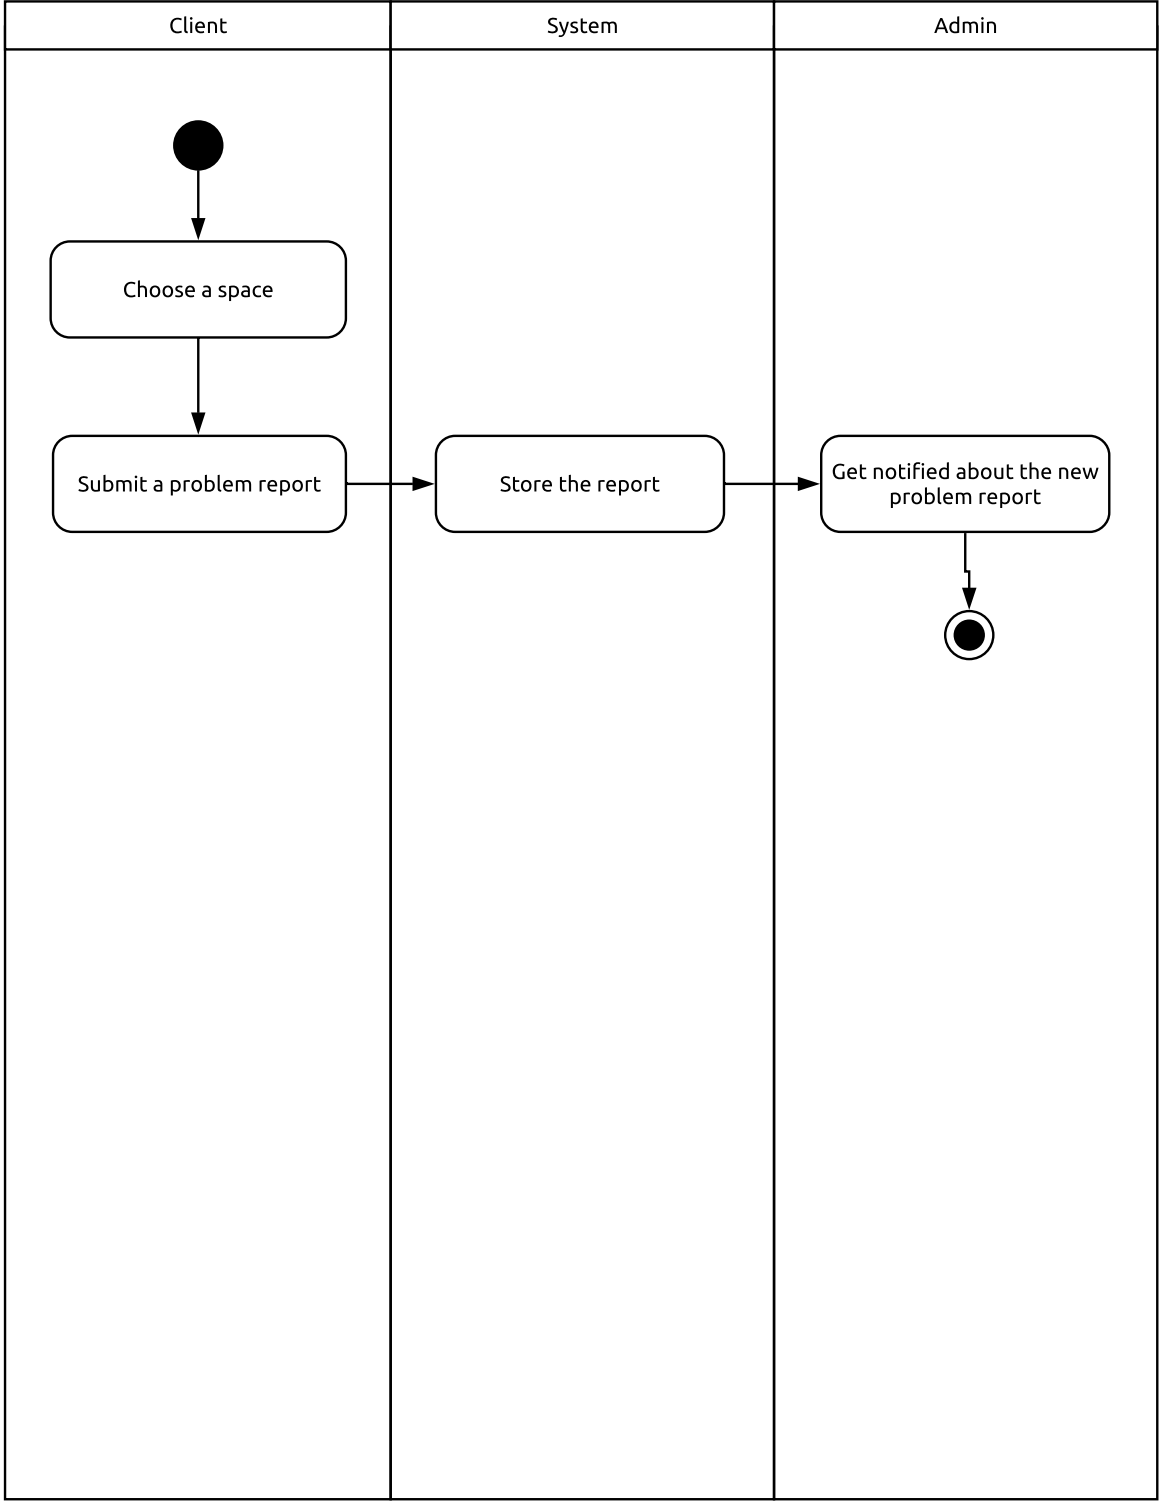 Client
System
Admin
Choose a space
Submit a problem report
Store the report
Get notified about the new
problem report